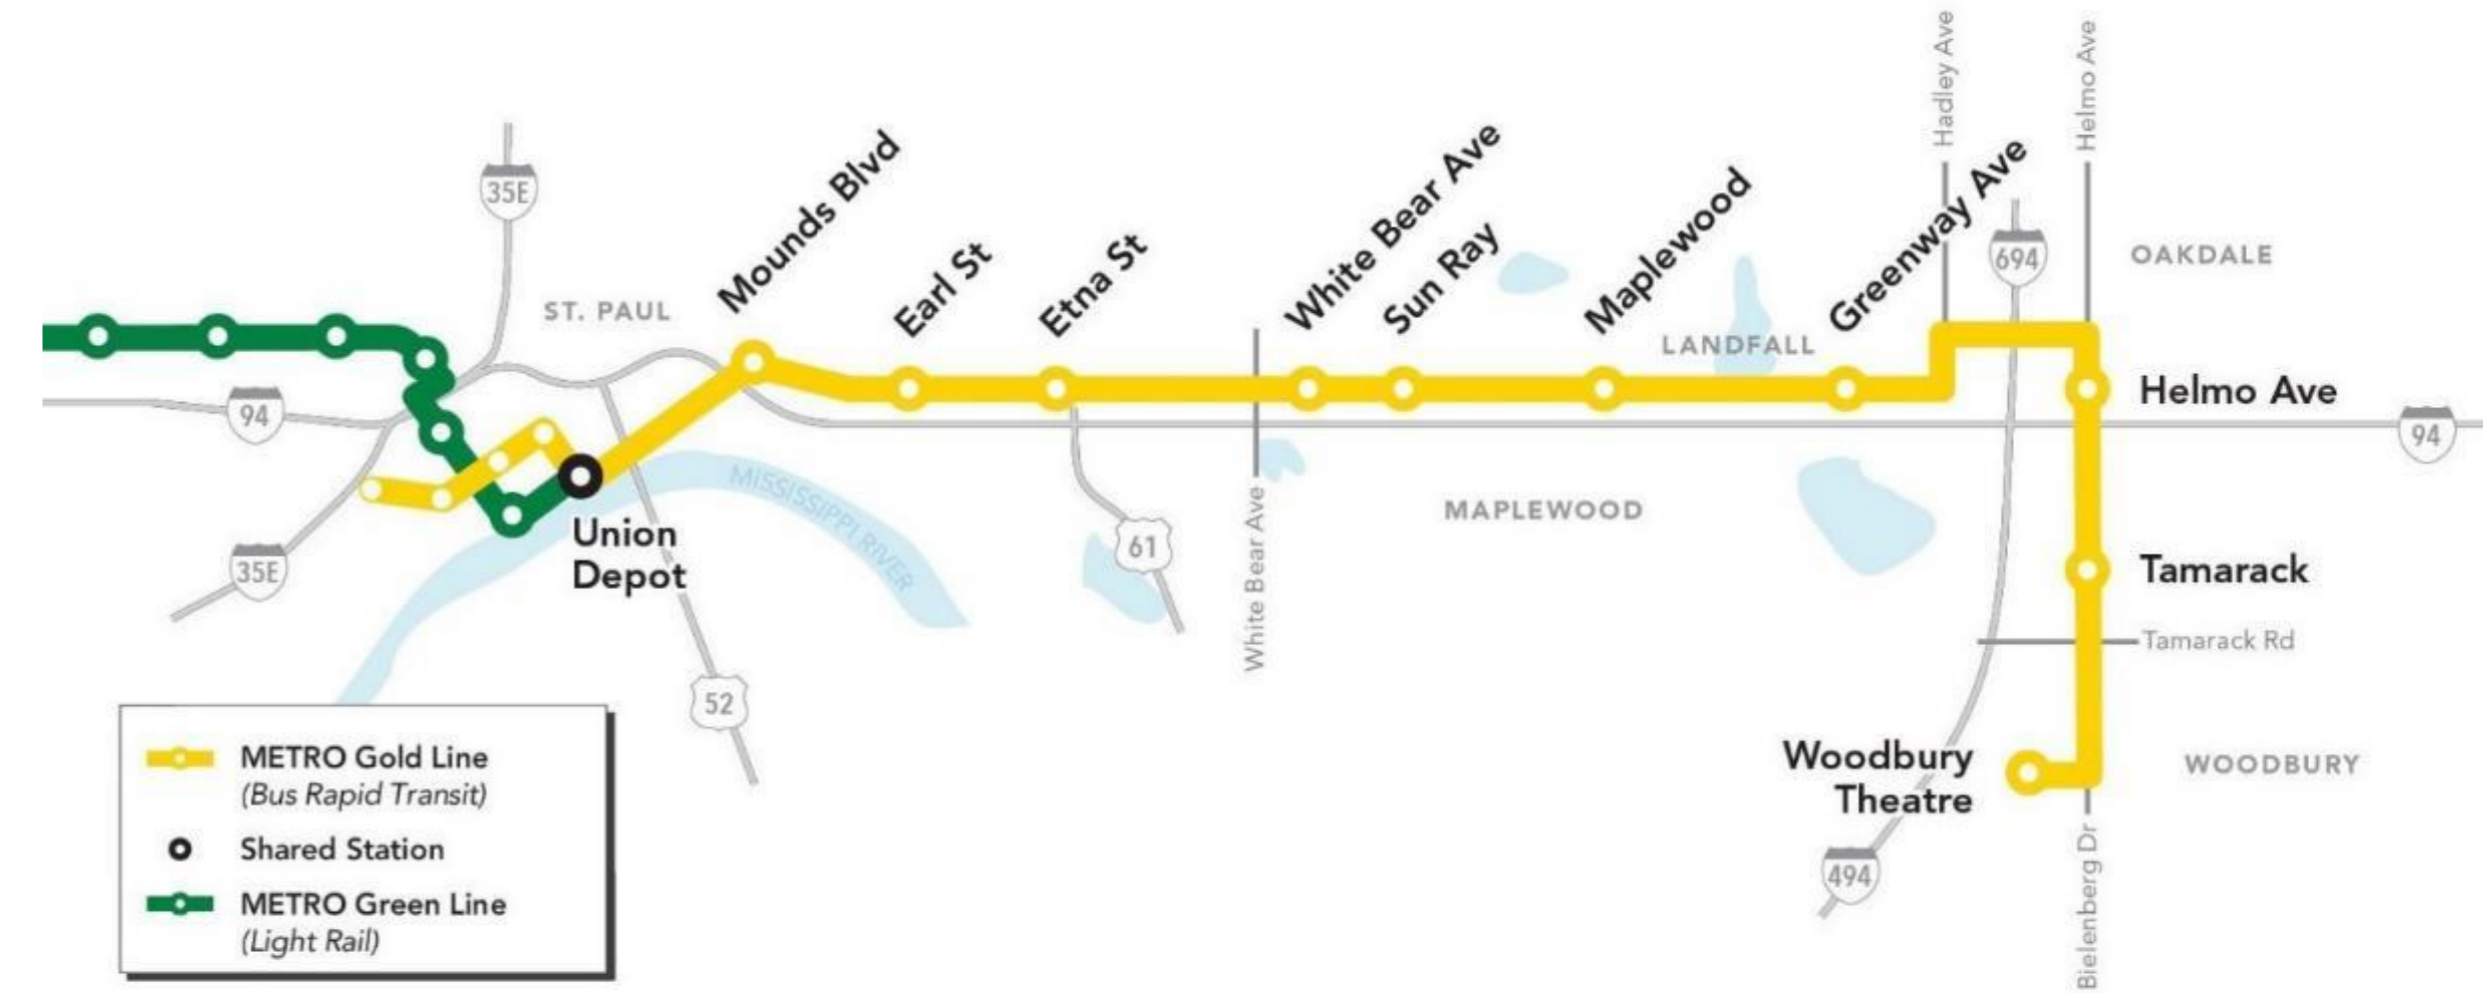 Hadley Ave
Helmo Ave
35E
Mounds Blvd
Earl St
Etna St
White Bear Ave
Sun Ray
Maplewood
Greenway Ave
694
OAKDALE
ST. PAUL
LANDFALL
Helmo Ave
94
94
MISSISSIPPI RIVER
MAPLEWOOD
Union
Depot
61
35E
White Bear Ave
Tamarack
Tamarack Rd
52
Woodbury
Theatre
WOODBURY
494
Bielenberg Dr
METRO Gold Line
(Bus Rapid Transit)
Shared Station
METRO Green Line
(Light Rail)